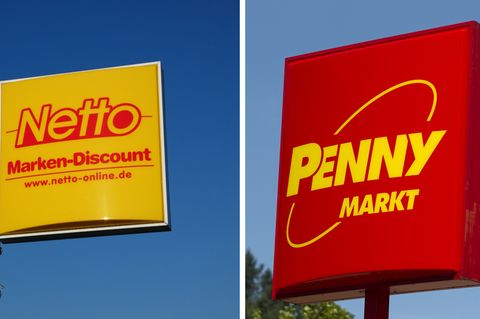 Netto
Marken-Discount
www.netto-online.de
PENNY
MARKT